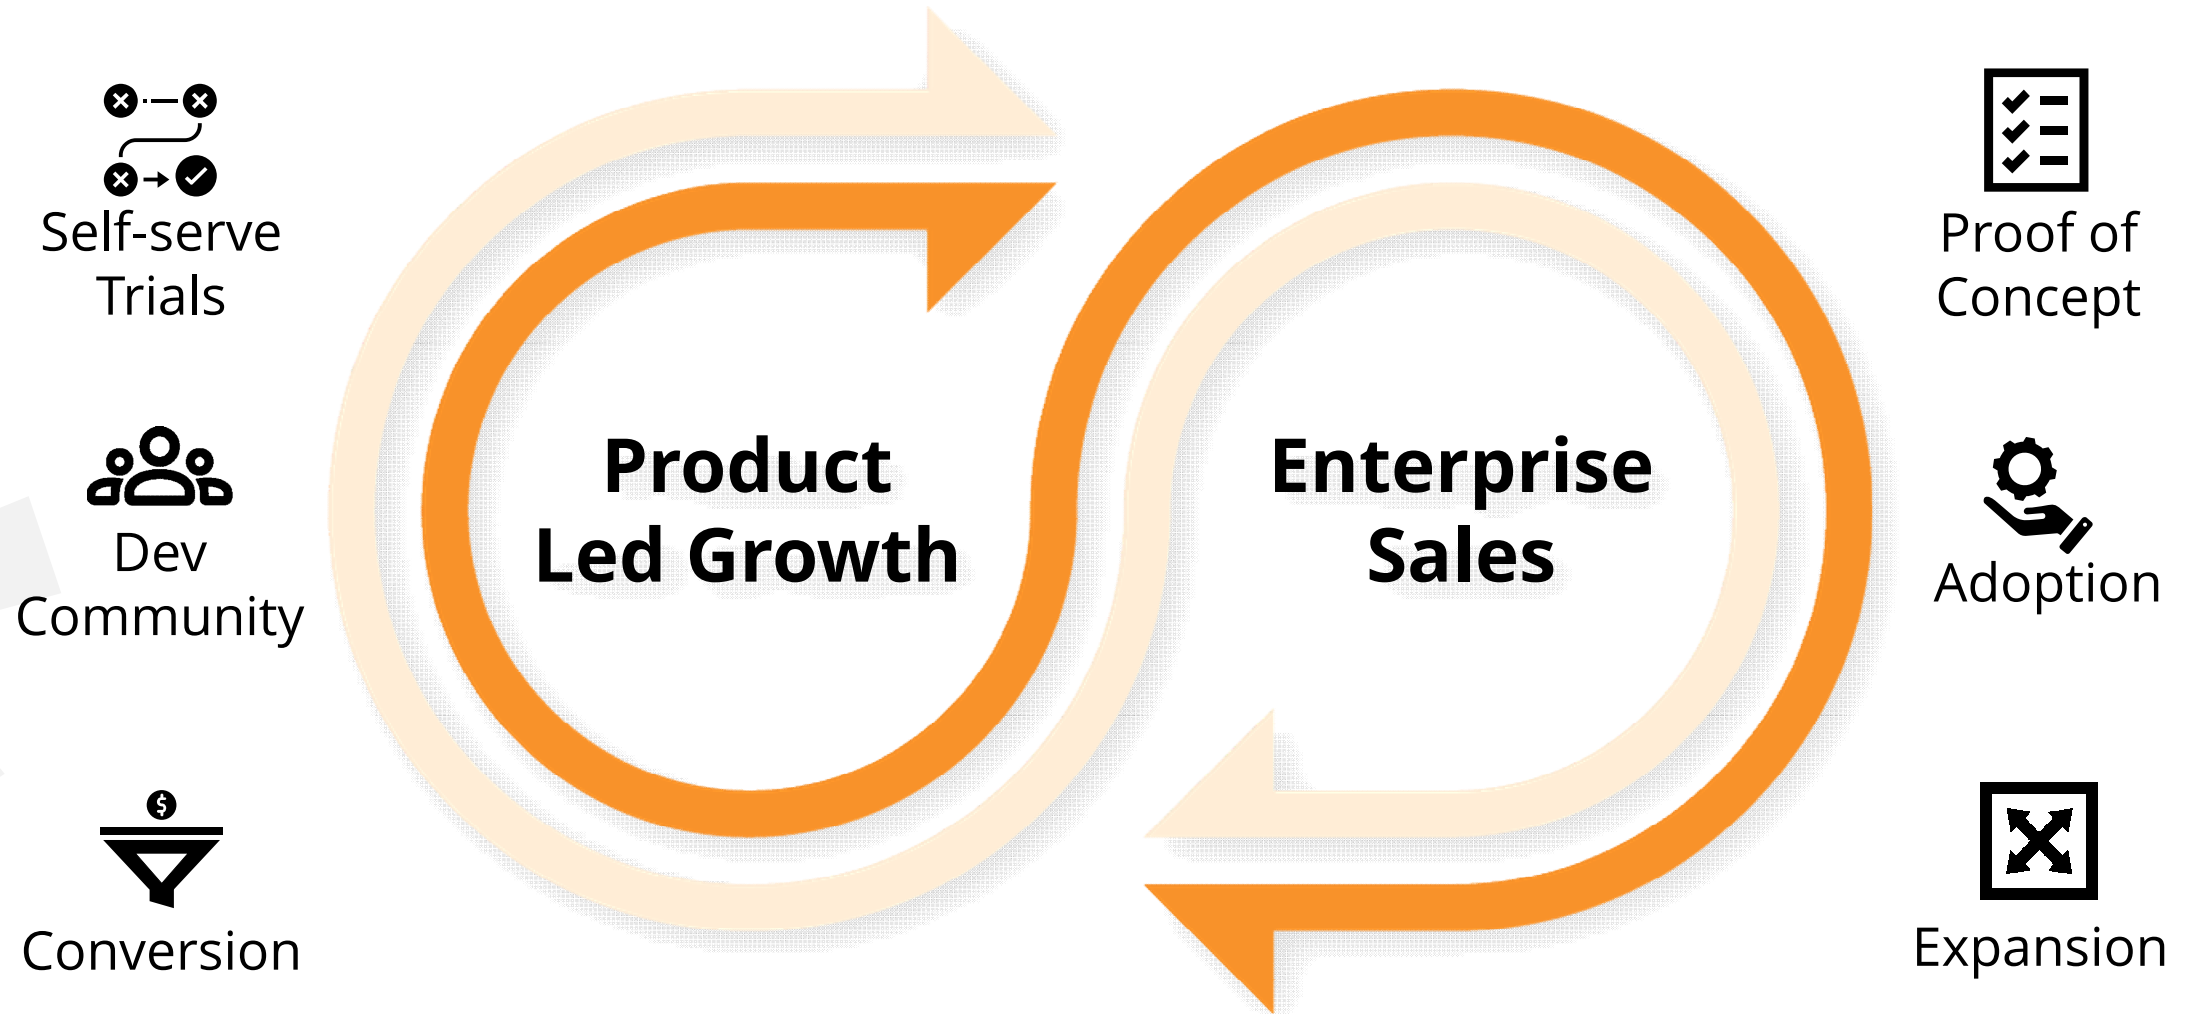 Self-serve
Trials
Dev
Community
Conversion
Product
Led Growth
Enterprise
Sales
Proof of
Concept
Adoption
Expansion